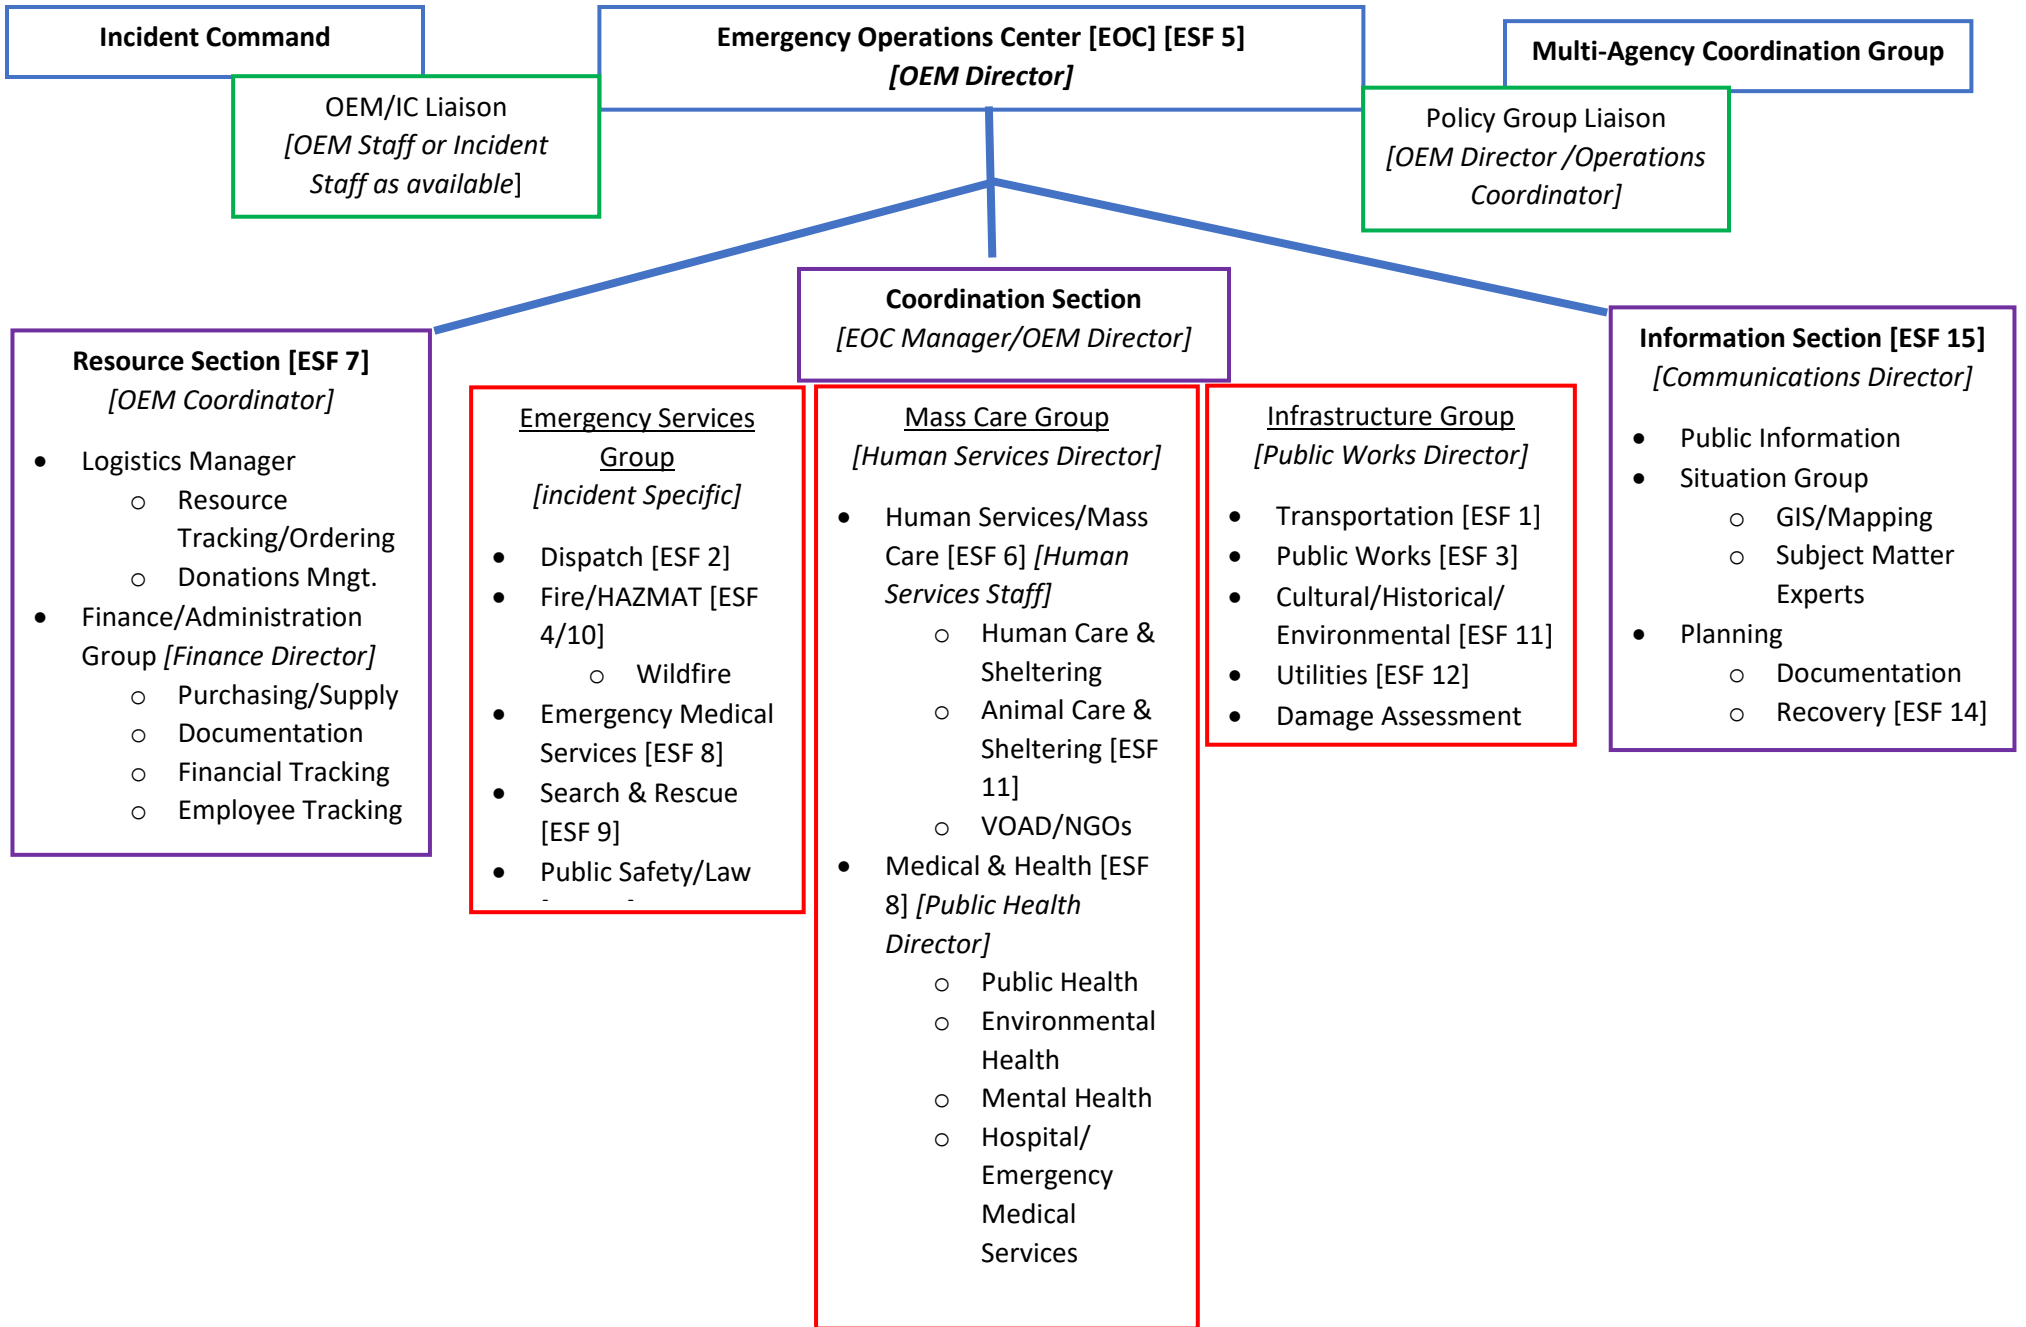 Incident Command
Emergency Operations Center [EOC] [ESF 5]
[OEM Director]
Multi-Agency Coordination Group
OEM/IC Liaison
[OEM Staff or Incident
Staff as available]
Policy Group Liaison
[OEM Director /Operations
Coordinator]
Coordination Section
[EOC Manager/OEM Director]
Resource Section [ESF 7]
[OEM Coordinator]
• Logistics Manager
o Resource
Tracking/Ordering
o Donations Mngt.
• Finance/Administration
Group [Finance Director]
o Purchasing/Supply
o Documentation
o Financial Tracking
o Employee Tracking
Emergency Services
Group
[incident Specific]
• Dispatch [ESF 2]
• Fire/HAZMAT [ESF
4/10]
o Wildfire
• Emergency Medical
Services [ESF 8]
• Search & Rescue
[ESF 9]
• Public Safety/Law
Mass Care Group
[Human Services Director]
• Human Services/Mass
Care [ESF 6] [Human
Services Staff]
o Human Care &
Sheltering
o Animal Care &
Sheltering [ESF
11]
o VOAD/NGOs
• Medical & Health [ESF
8] [Public Health
Director]
o Public Health
o Environmental
Health
o Mental Health
o Hospital/
Emergency
Medical
Services
Infrastructure Group
[Public Works Director]
• Transportation [ESF 1]
• Public Works [ESF 3]
• Cultural/Historical/
Environmental [ESF 11]
• Utilities [ESF 12]
• Damage Assessment
Information Section [ESF 15]
[Communications Director]
• Public Information
• Situation Group
o GIS/Mapping
o Subject Matter
Experts
• Planning
o Documentation
o Recovery [ESF 14]